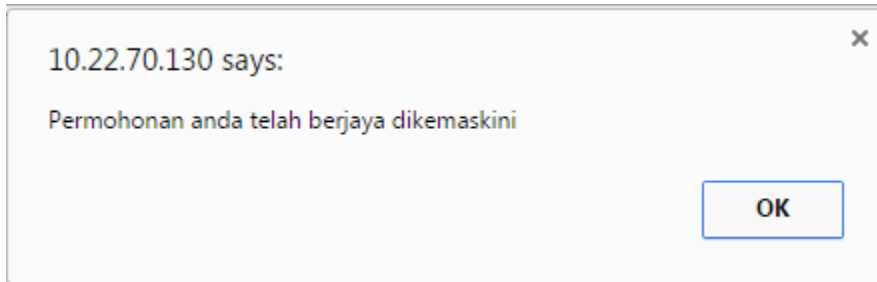 10.22.70.130 says:
Permohonan anda telah berjaya dikemaskini
OK